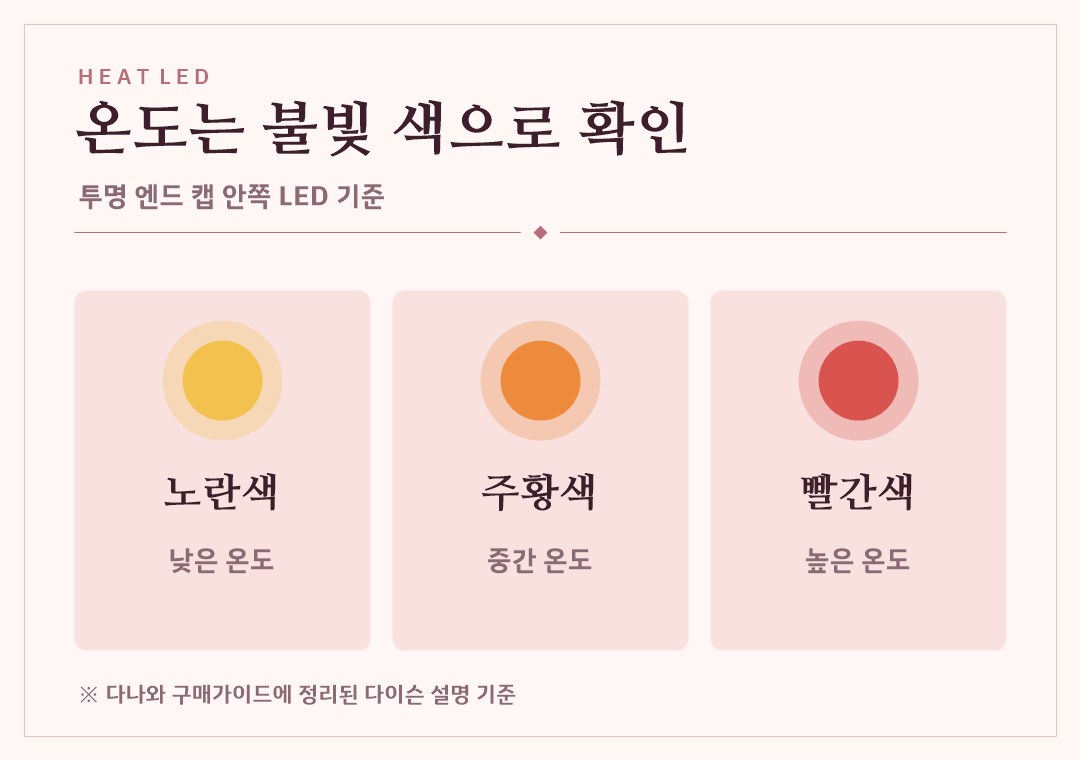 HEAT LED
온도는 불빛 색으로 확인
투명 엔드 캡 안쪽 LED 기준
노란색
낮은 온도
주황색
중간 온도
빨간색
높은 온도
※ 다나와 구매가이드에 정리된 다이슨 설명 기준